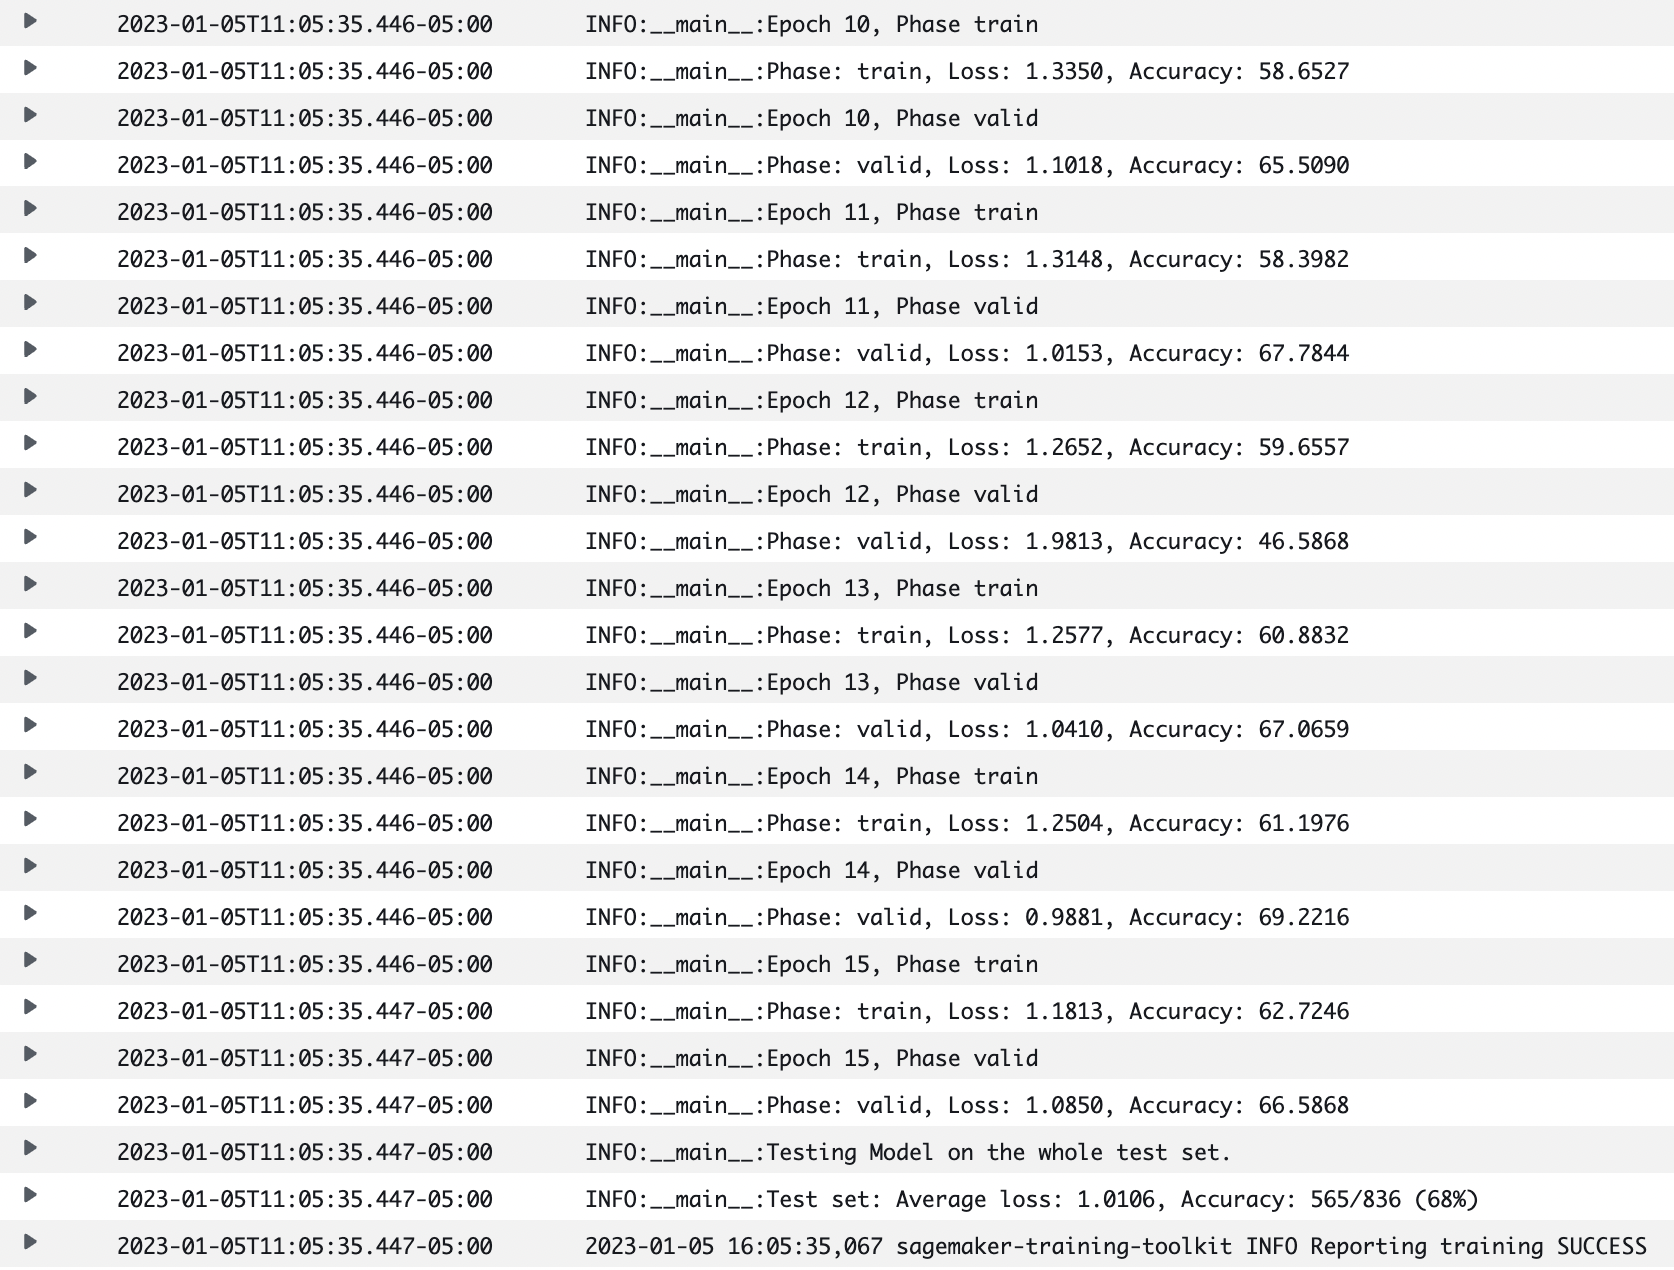 2023-01-05T11:05:35.446-05:00 INFO:__main__:Epoch 10, Phase train
2023-01-05T11:05:35.446-05:00 INFO:__main__:Phase: train, Loss: 1.3350, Accuracy: 58.6527
2023-01-05T11:05:35.446-05:00 INFO:__main__:Epoch 10, Phase valid
2023-01-05T11:05:35.446-05:00 INFO:__main__:Phase: valid, Loss: 1.1018, Accuracy: 65.5090
2023-01-05T11:05:35.446-05:00 INFO:__main__:Epoch 11, Phase train
2023-01-05T11:05:35.446-05:00 INFO:__main__:Phase: train, Loss: 1.3148, Accuracy: 58.3982
2023-01-05T11:05:35.446-05:00 INFO:__main__:Epoch 11, Phase valid
2023-01-05T11:05:35.446-05:00 INFO:__main__:Phase: valid, Loss: 1.0153, Accuracy: 67.7844
2023-01-05T11:05:35.446-05:00 INFO:__main__:Epoch 12, Phase train
2023-01-05T11:05:35.446-05:00 INFO:__main__:Phase: train, Loss: 1.2652, Accuracy: 59.6557
2023-01-05T11:05:35.446-05:00 INFO:__main__:Epoch 12, Phase valid
2023-01-05T11:05:35.446-05:00 INFO:__main__:Phase: valid, Loss: 1.9813, Accuracy: 46.5868
2023-01-05T11:05:35.446-05:00 INFO:__main__:Epoch 13, Phase train
2023-01-05T11:05:35.446-05:00 INFO:__main__:Phase: train, Loss: 1.2577, Accuracy: 60.8832
2023-01-05T11:05:35.446-05:00 INFO:__main__:Epoch 13, Phase valid
2023-01-05T11:05:35.446-05:00 INFO:__main__:Phase: valid, Loss: 1.0410, Accuracy: 67.0659
2023-01-05T11:05:35.446-05:00 INFO:__main__:Epoch 14, Phase train
2023-01-05T11:05:35.446-05:00 INFO:__main__:Phase: train, Loss: 1.2504, Accuracy: 61.1976
2023-01-05T11:05:35.446-05:00 INFO:__main__:Epoch 14, Phase valid
2023-01-05T11:05:35.446-05:00 INFO:__main__:Phase: valid, Loss: 0.9881, Accuracy: 69.2216
2023-01-05T11:05:35.446-05:00 INFO:__main__:Epoch 15, Phase train
2023-01-05T11:05:35.447-05:00 INFO:__main__:Phase: train, Loss: 1.1813, Accuracy: 62.7246
2023-01-05T11:05:35.447-05:00 INFO:__main__:Epoch 15, Phase valid
2023-01-05T11:05:35.447-05:00 INFO:__main__:Phase: valid, Loss: 1.0850, Accuracy: 66.5868
2023-01-05T11:05:35.447-05:00 INFO:__main__:Testing Model on the whole test set.
2023-01-05T11:05:35.447-05:00 INFO:__main__:Test set: Average loss: 1.0106, Accuracy: 565/836 (68%)
2023-01-05T11:05:35.447-05:00 2023-01-05 16:05:35,067 sagemaker-training-toolkit INFO Reporting training SUCCESS